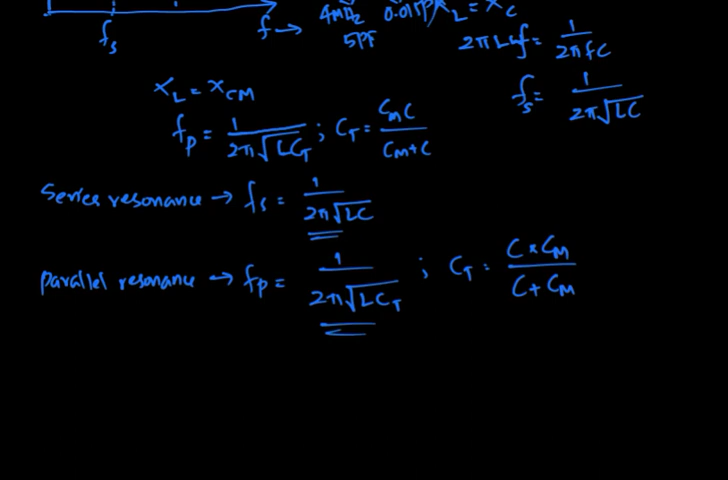 fs f → 4MHz 0.01PF XL = XC
5PF 2πLf = 1/2πfC
XL = XCM fs = 1/2π√LC
fp = 1/2π√LCT ; CT = CmC/CM+C
Series resonance → fs = 1/2π√LC
parallel resonance → fp = 1/2π√LCT ; CT = C×CM/C+CM